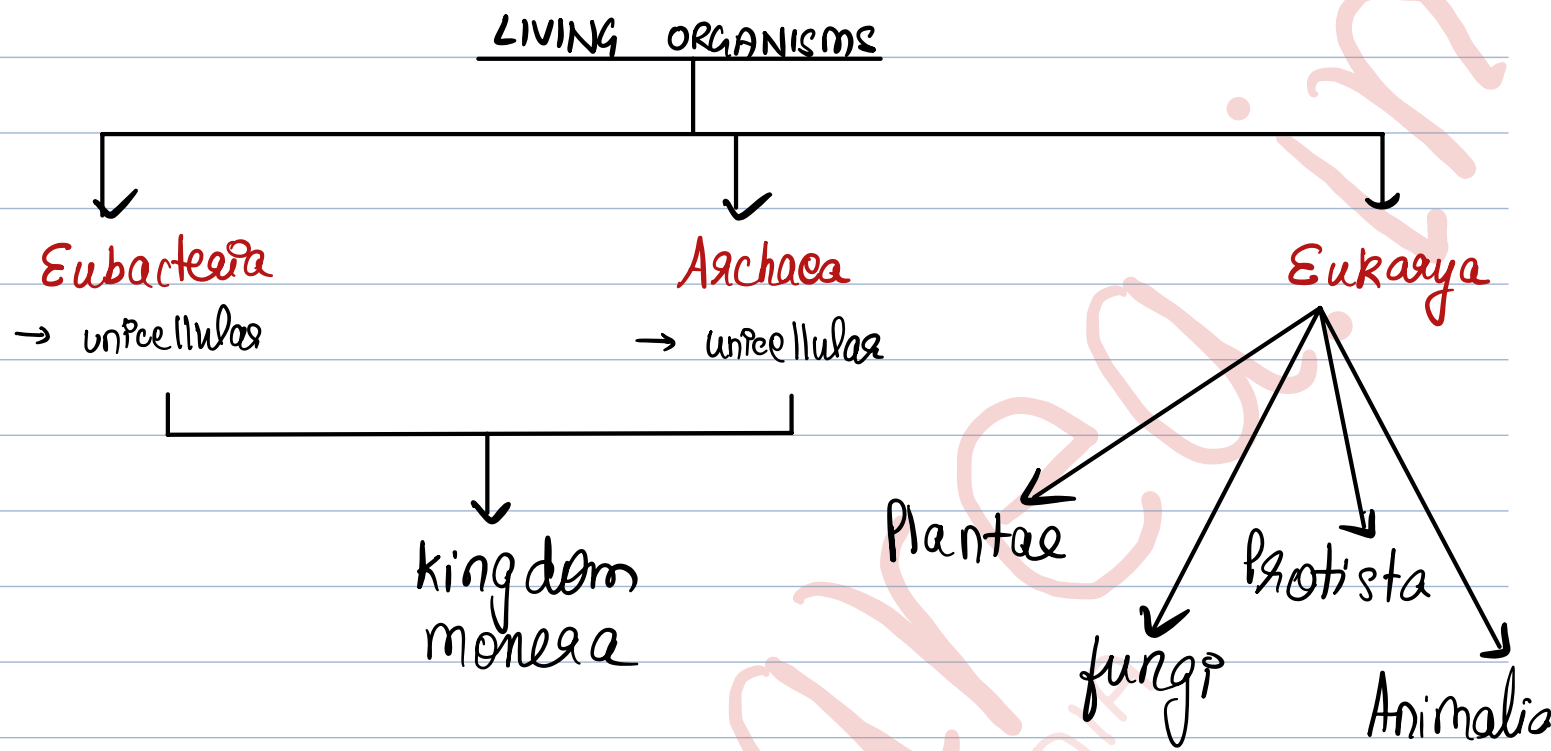 LIVING ORGANISMS
Eubacteria
Archaea
Eukarya
→ unicellular
→ unicellular
Plantae
Protista
kingdom
monera
fungi
Animalia